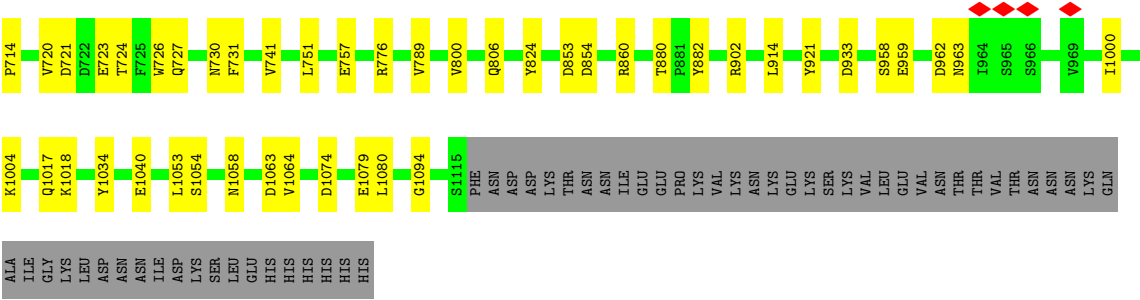 P714 V720 D721 D722 E723 T724 F725 W726 Q727 N730 F731 V741 L751 E757 R776 V789 V800 Q806 Y824 D853 D854 R860 T880 P881 Y882 R902 L914 Y921 D933 S958 E959 D962 N963 I964 S965 S966 V969 I1000
K1004 Q1017 K1018 Y1034 E1040 L1053 S1054 N1058 D1063 V1064 D1074 E1079 L1080 G1094 S1115 PHE ASN ASP ASP LYS THR ASN ASN ILE GLU GLU PRO LYS VAL LYS ASN LYS GLU LYS SER LYS VAL LEU GLU VAL ASN THR THR VAL THR ASN ASN ASN LYS GLN
ALA ILE GLY LYS LEU ASP ASN ASN ILE ASP LYS SER LEU GLU HIS HIS HIS HIS HIS HIS